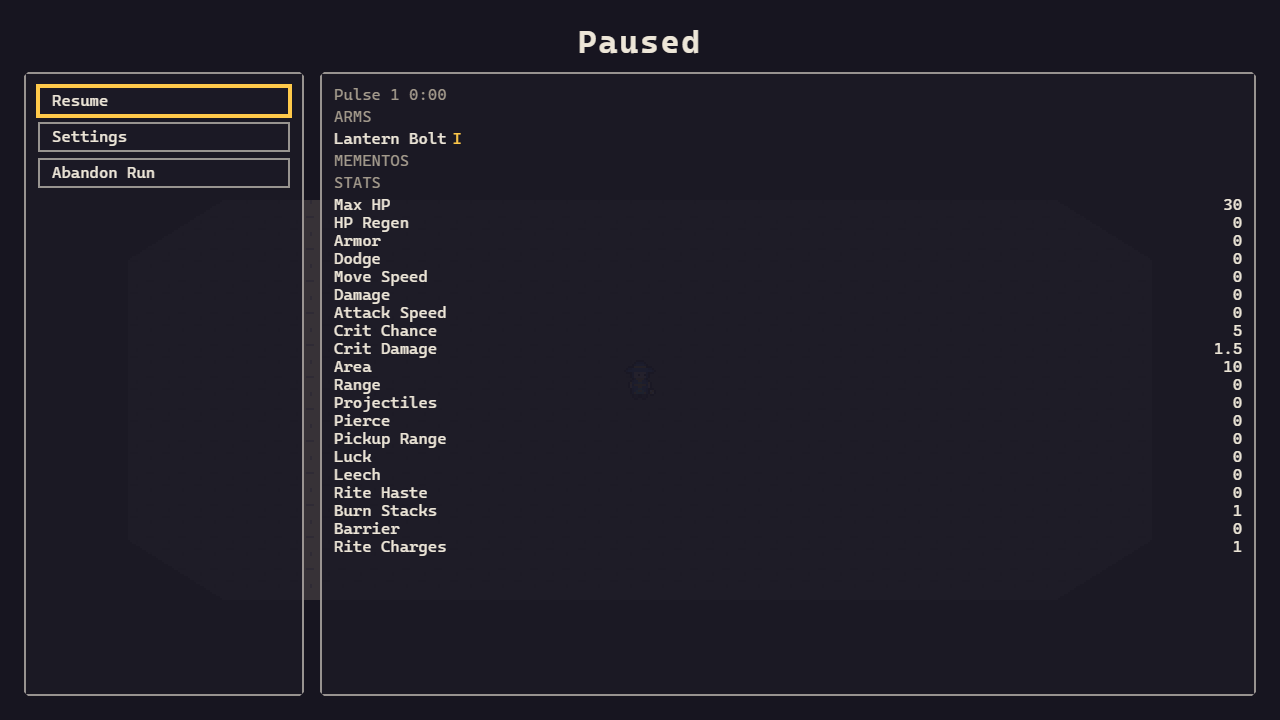 Paused
Resume
Settings
Abandon Run
Pulse 1 0:00
ARMS
Lantern Bolt I
MEMENTOS
STATS
Max HP 30
HP Regen 0
Armor 0
Dodge 0
Move Speed 0
Damage 0
Attack Speed 0
Crit Chance 5
Crit Damage 1.5
Area 10
Range 0
Projectiles 0
Pierce 0
Pickup Range 0
Luck 0
Leech 0
Rite Haste 0
Burn Stacks 1
Barrier 0
Rite Charges 1